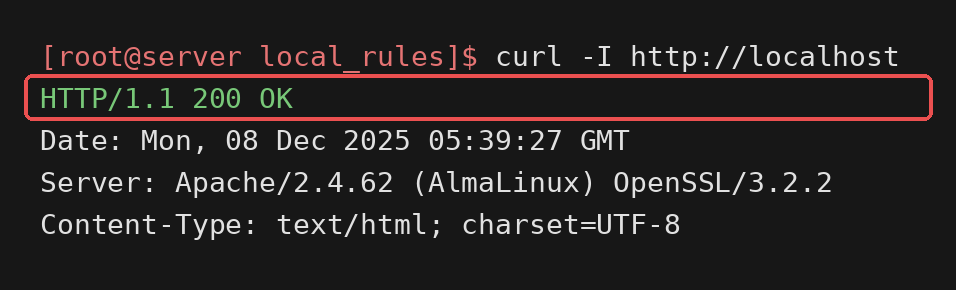 [root@server local_rules]$ curl -I http://localhost
HTTP/1.1 200 OK
Date: Mon, 08 Dec 2025 05:39:27 GMT
Server: Apache/2.4.62 (AlmaLinux) OpenSSL/3.2.2
Content-Type: text/html; charset=UTF-8